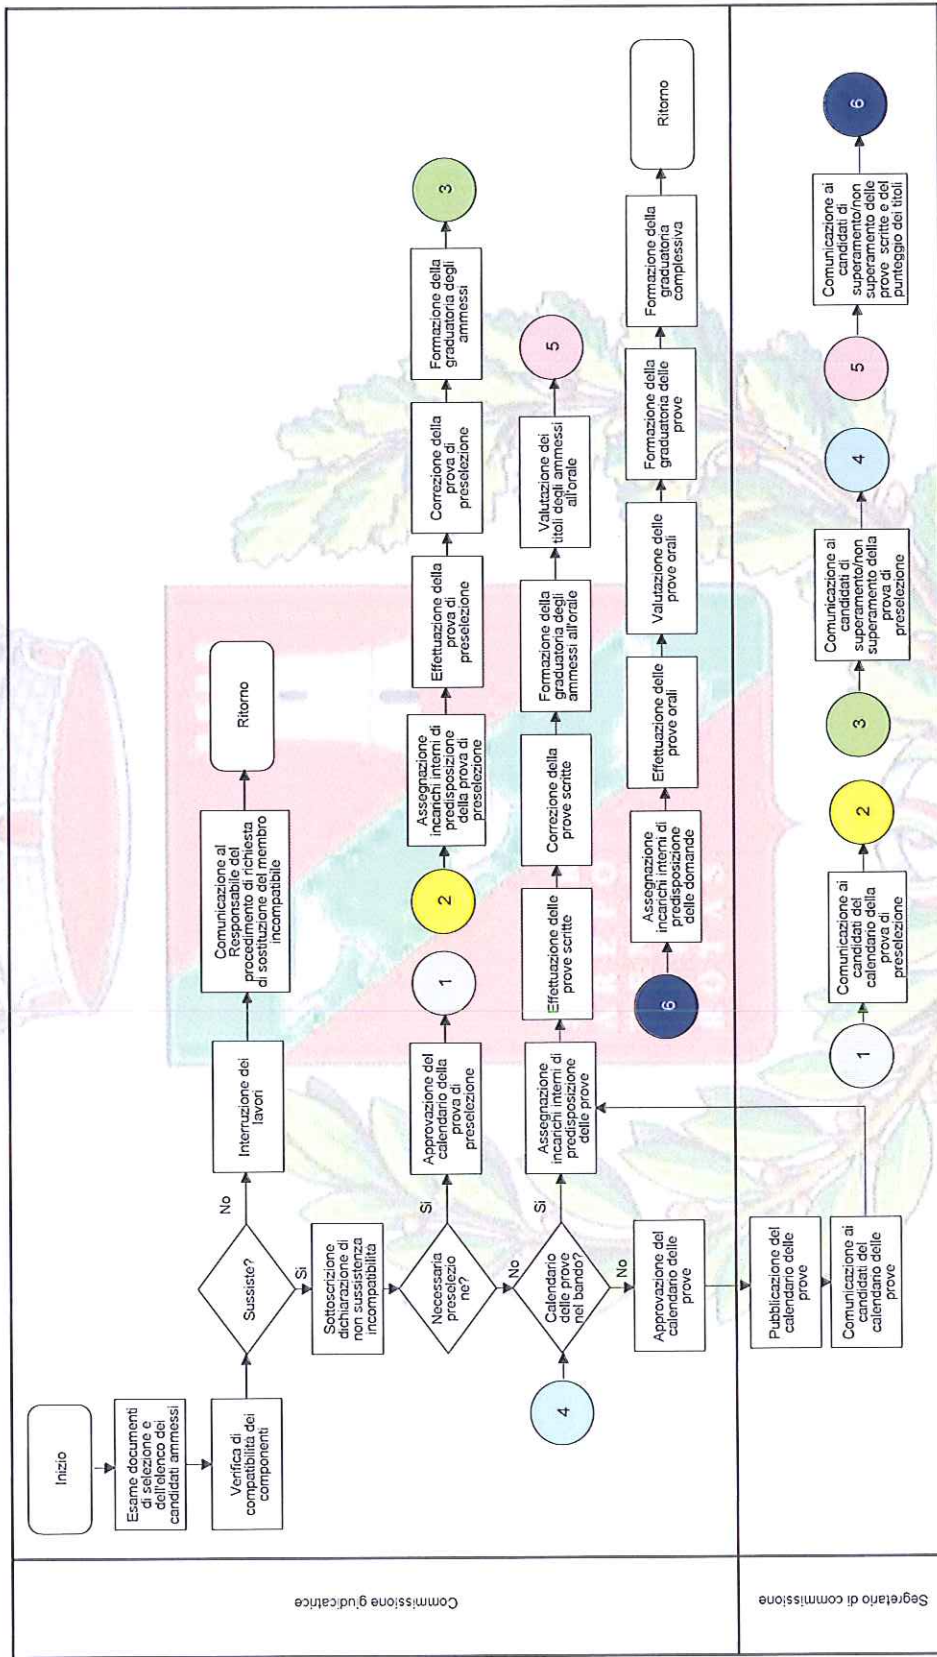 Commissione giudicatrice
Inizio
Esame documenti
di selezione e
dell'elenco dei
candidati ammessi
Verifica di
compatibilità dei
componenti
Sussiste?
No
Interruzione dei
lavori
Comunicazione al
Responsabile del
procedimento di richiesta
di sostituzione del membro
incompatibile
Ritorno
Si
Sottoscrizione
dichiarazione di
non sussistenza
incompatibilità
Necessaria
preselezio
ne?
Si
Approvazione del
calendario della
prova di
preselezione
1
2
Assegnazione
incarichi interni di
predisposizione
della prova di
preselezione
Effettuazione della
prova di
preselezione
Correzione della
prova di
preselezione
Formazione della
graduatoria degli
ammessi
3
No
4
Calendario
delle prove
nel bando?
Si
Assegnazione
incarichi interni di
predisposizione
delle prove
Effettuazione delle
prove scritte
Correzione della
prove scritte
Formazione della
graduatoria degli
ammessi all'orale
Valutazione dei
titoli degli ammessi
all'orale
5
No
Approvazione del
calendario delle
prove
6
Assegnazione
incarichi interni di
predisposizione
delle domande
Effettuazione delle
prove orali
Valutazione delle
prove orali
Formazione della
graduatoria delle
prove
Formazione della
graduatoria
complessiva
Ritorno
Segretario di commissione
Pubblicazione del
calendario delle
prove
Comunicazione ai
candidati del
calendario delle
prove
1
Comunicazione ai
candidati del
calendario della
prova di
preselezione
2
3
Comunicazione ai
candidati di
superamento/non
superamento della
prova di
preselezione
4
5
Comunicazione ai
candidati di
superamento/non
superamento delle
prove scritte e del
punteggio dei titoli
6